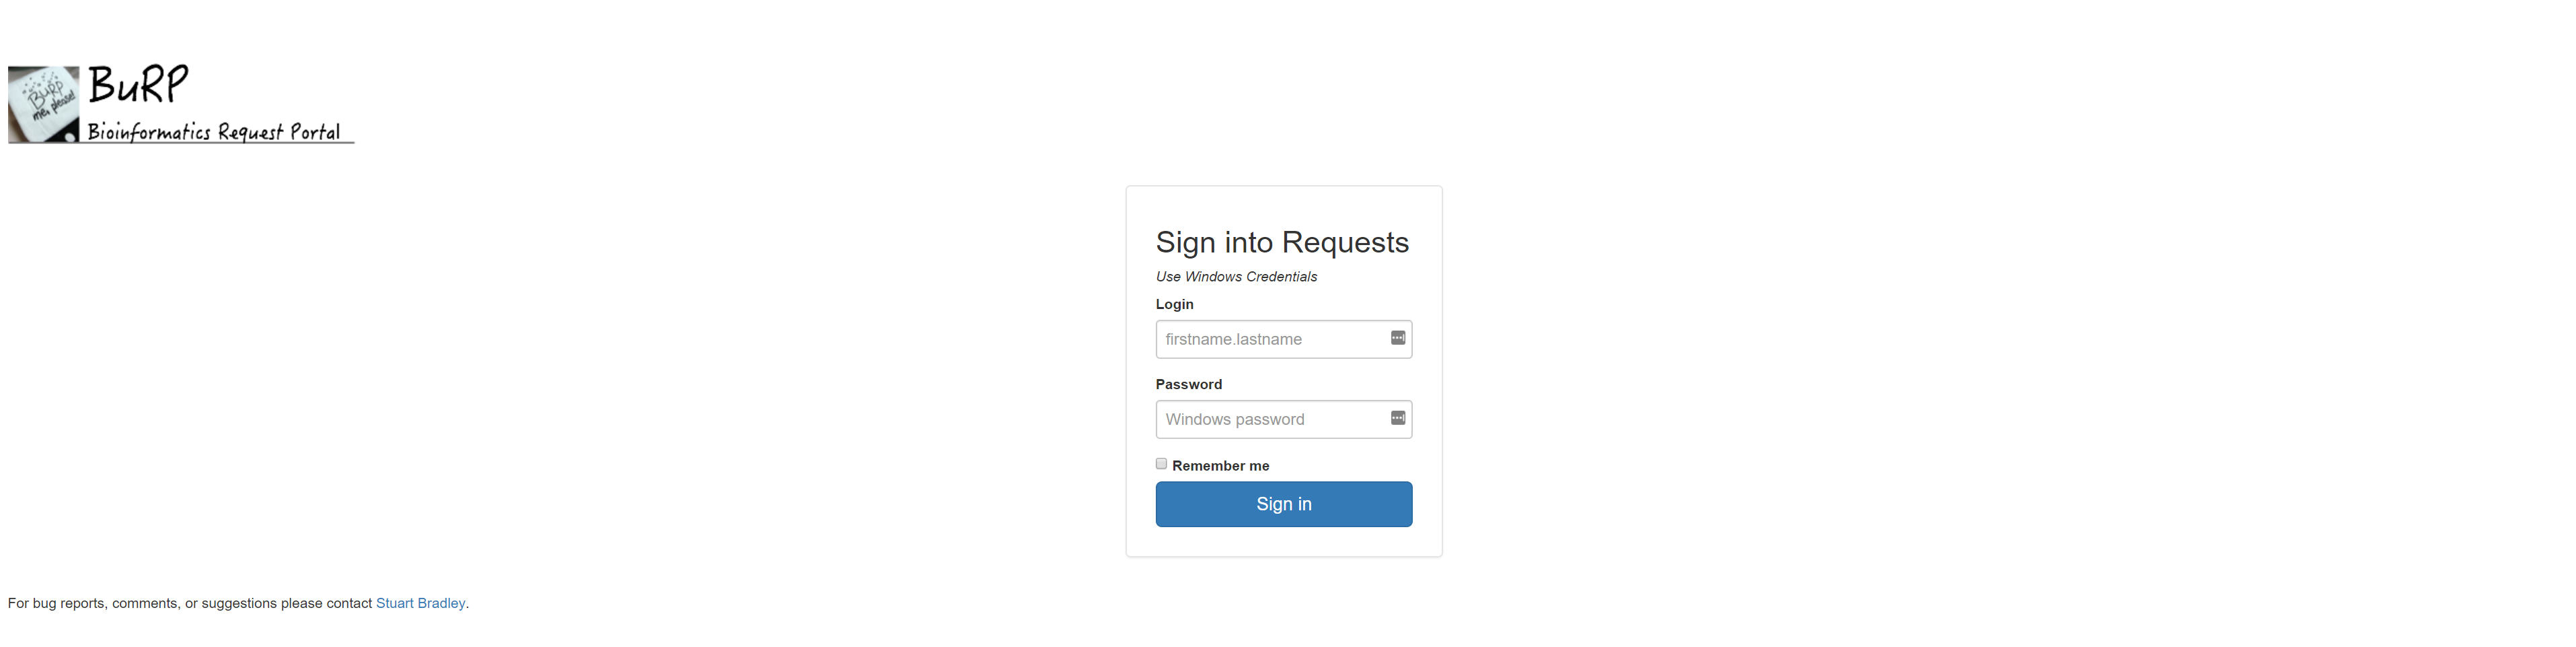 BuRP
me, please!
BuRP
Bioinformatics Request Portal
Sign into Requests
Use Windows Credentials
Login
firstname.lastname
Password
Windows password
Remember me
Sign in
For bug reports, comments, or suggestions please contact Stuart Bradley.